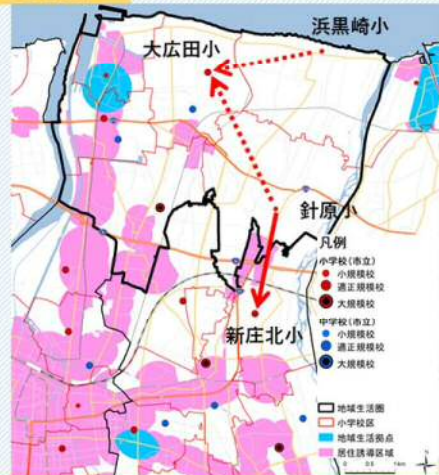 浜黒崎小
大広田小
針原小
新庄北小
凡例
小学校(市立)
小規模校
適正規模校
大規模校
中学校(市立)
小規模校
適正規模校
大規模校
地域生活圏
小学校区
地域生活拠点
居住誘導区域